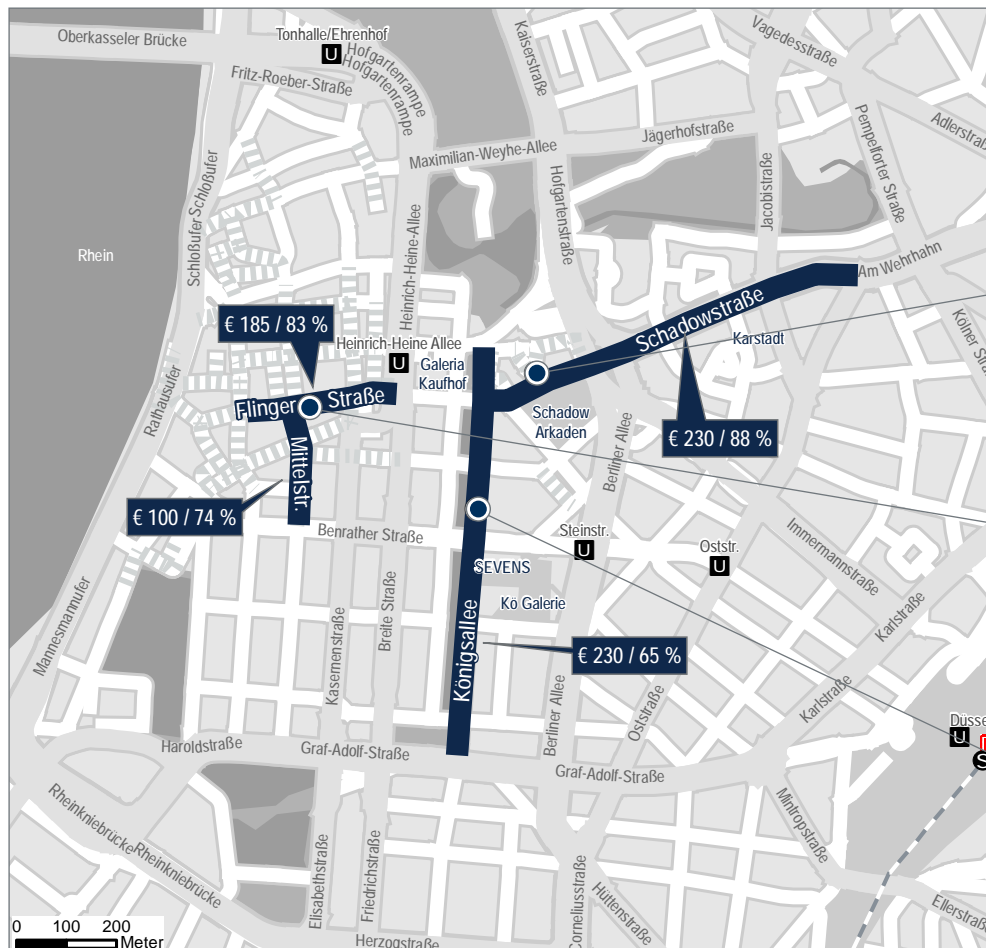 Oberkasseler Brücke
Tonhalle/Ehrenhof
U
Hofgartenrampe
Hofgartenrampe
Fritz-Roeber-Straße
Kaiserstraße
Vagedesstraße
Adlerstraße
Pempelforter Straße
Jägerhofstraße
Maximilian-Weyhe-Allee
Hofgartenstraße
Jacobistraße
Schloßufer
Schloßufer
Rhein
Heinrich-Heine-Allee
Am Wehrhahn
Schadowstraße
Karstadt
Kölner Stra
€ 185 / 83 %
Heinrich-Heine Allee
U
Galeria
Kaufhof
Rathausufer
Flinger Straße
Schadow
Arkaden
Berliner Allee
€ 230 / 88 %
Mittelstr.
€ 100 / 74 %
Benrather Straße
Steinstr.
U
Oststr.
U
Immermannstraße
SEVENS
Kö Galerie
Karlstraße
Mannesmannufer
Kasernenstraße
Breite Straße
Königsallee
€ 230 / 65 %
Berliner Allee
Oststraße
Karlstraße
Düsse
U
S
Haroldstraße
Graf-Adolf-Straße
Graf-Adolf-Straße
Mintropstraße
Rheinkniebrücke
Rheinkniebrücke
Elisabethstraße
Friedrichstraße
Corneliusstraße
Hüttenstraße
Ellerstraße
Herzogstraße
0 100 200
Meter